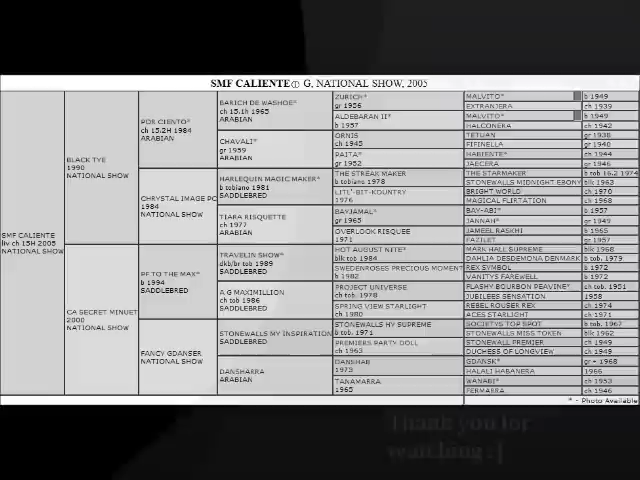 SMF CALIENTE G, NATIONAL SHOW, 2005
SMF CALIENTE
liv ch 15H 2005
NATIONAL SHOW
BLACK TYE
1990
NATIONAL SHOW
CA SECRET MINUET
2000
NATIONAL SHOW
POR CIENTO*
ch 15.2H 1984
ARABIAN
CHRYSTAL IMAGE PC
1984
NATIONAL SHOW
PF TO THE MAX*
b 1994
SADDLEBRED
FANCY GDANSER
NATIONAL SHOW
BARICH DE WASHOE*
ch 15.1H 1965
ARABIAN
CHAVALI*
gr 1959
ARABIAN
HARLEQUIN MAGIC MAKER*
b tobiano 1981
SADDLEBRED
TIARA RISQUETTE
ch 1977
ARABIAN
TRAVELIN SHOW*
dkb/br tob 1989
SADDLEBRED
A G MAXIMILLION
ch tob 1986
SADDLEBRED
STONEWALLS MY INSPIRATION
SADDLEBRED
DANSHARRA
ARABIAN
ZURICH*
gr 1956
ALDEBARAN II*
b 1957
ORNIS
ch 1945
PAITA*
gr 1952
THE STREAK MAKER
b tobiano 1978
LITL'-BIT-KOUNTRY
1976
BAYJAMAL*
gr 1965
OVERLOOK RISQUEE
1971
HOT AUGUST NITE*
blk tob 1984
SWEDENROSES PRECIOUS MOMENT
b 1982
PROJECT UNIVERSE
ch tob. 1978
SPRING VIEW STARLIGHT
ch 1980
STONEWALLS MY SUPREME
b tob. 1971
PREMIERS PARTY DOLL
ch 1963
DANSHAR
1973
TANAMARRA
1965
MALVITO* b 1949
EXTRANJERA ch 1939
MALVITO* b 1949
HALCONERA ch 1942
TETUAN gr 1938
FIFINELLA gr 1940
HABIENTE* ch 1944
JAECERA gr 1946
THE STARMAKER b tob 16.2 1974
STONEWALLS MIDNIGHT EBONY blk 1963
BRIGHT WORLD ch 1970
MAGICAL FLIRTATION ch 1968
BAY-ABI* b 1957
JANNAH* gr 1949
JAMEEL RASKHI b 1965
FAZILET gr 1957
MARK HALL SUPREME blk 1968
DAHLIA DESDEMONA DENMARK b tob. 1979
REX SYMBOL b 1972
VANITYS FAREWELL b 1972
FLASHY BOURBON PEAVINE* ch tob. 1951
JUBILEES SENSATION 1958
REBEL ROUSER REX ch 1974
ACES STARLIGHT ch 1971
SOCIETYS TOP SPOT b tob. 1967
STONEWALLS MISS TOKEN blk 1962
STONEWALL PREMIER ch 1949
DUCHESS OF LONGVIEW ch 1949
GDANSK* gr ~ 1968
HALALI HABANERA 1966
WANABI* ch 1953
FERMARRA ch 1946
* - Photo Available
Thank you for
watching :]